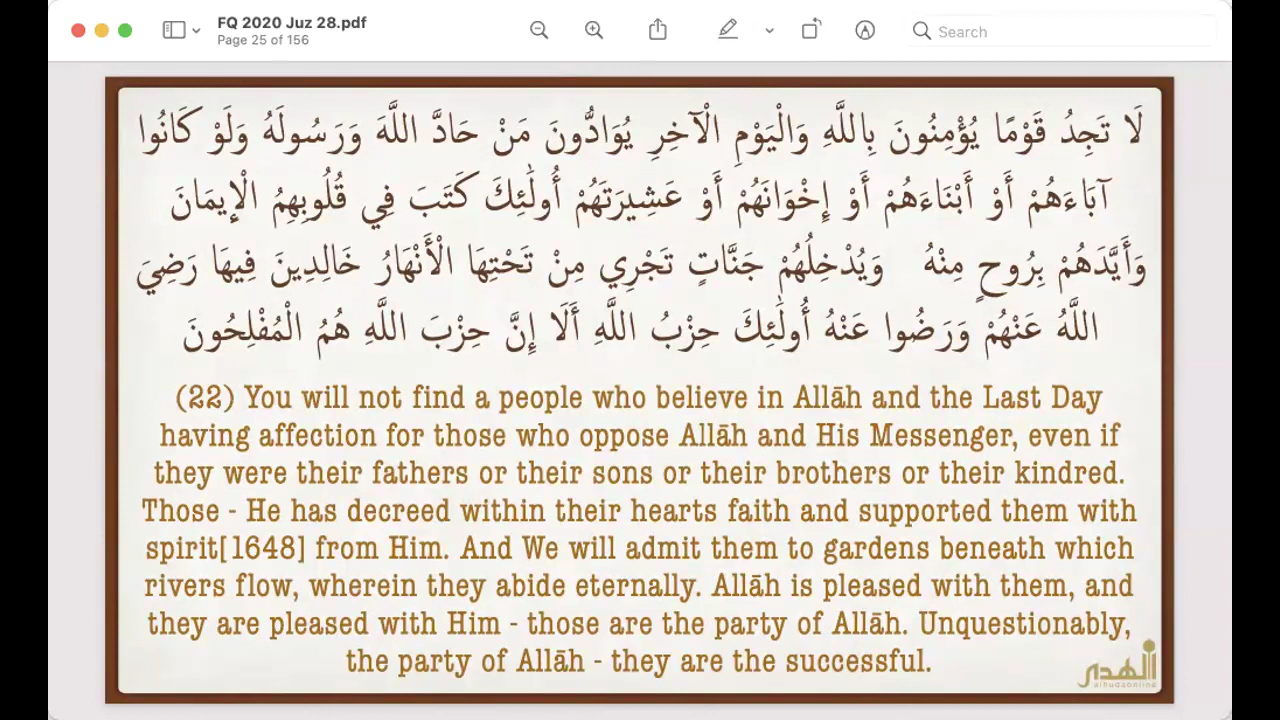 FQ 2020 Juz 28.pdf
Page 25 of 156
Search
لَا تَجِدُ قَوْمًا يُؤْمِنُونَ بِاللَّهِ وَالْيَوْمِ الْآخِرِ يُوَادُّونَ مَنْ حَادَّ اللَّهَ وَرَسُولَهُ وَلَوْ كَانُوا
آبَاءَهُمْ أَوْ أَبْنَاءَهُمْ أَوْ إِخْوَانَهُمْ أَوْ عَشِيرَتَهُمْ أُولَٰئِكَ كَتَبَ فِي قُلُوبِهِمُ الْإِيمَانَ
وَأَيَّدَهُمْ بِرُوحٍ مِنْهُ وَيُدْخِلُهُمْ جَنَّاتٍ تَجْرِي مِنْ تَحْتِهَا الْأَنْهَارُ خَالِدِينَ فِيهَا رَضِيَ
اللَّهُ عَنْهُمْ وَرَضُوا عَنْهُ أُولَٰئِكَ حِزْبُ اللَّهِ أَلَا إِنَّ حِزْبَ اللَّهِ هُمُ الْمُفْلِحُونَ
(22) You will not find a people who believe in Allāh and the Last Day
having affection for those who oppose Allāh and His Messenger, even if
they were their fathers or their sons or their brothers or their kindred.
Those - He has decreed within their hearts faith and supported them with
spirit[1648] from Him. And We will admit them to gardens beneath which
rivers flow, wherein they abide eternally. Allāh is pleased with them, and
they are pleased with Him - those are the party of Allāh. Unquestionably,
the party of Allāh - they are the successful.
الهدى
alhudaonline